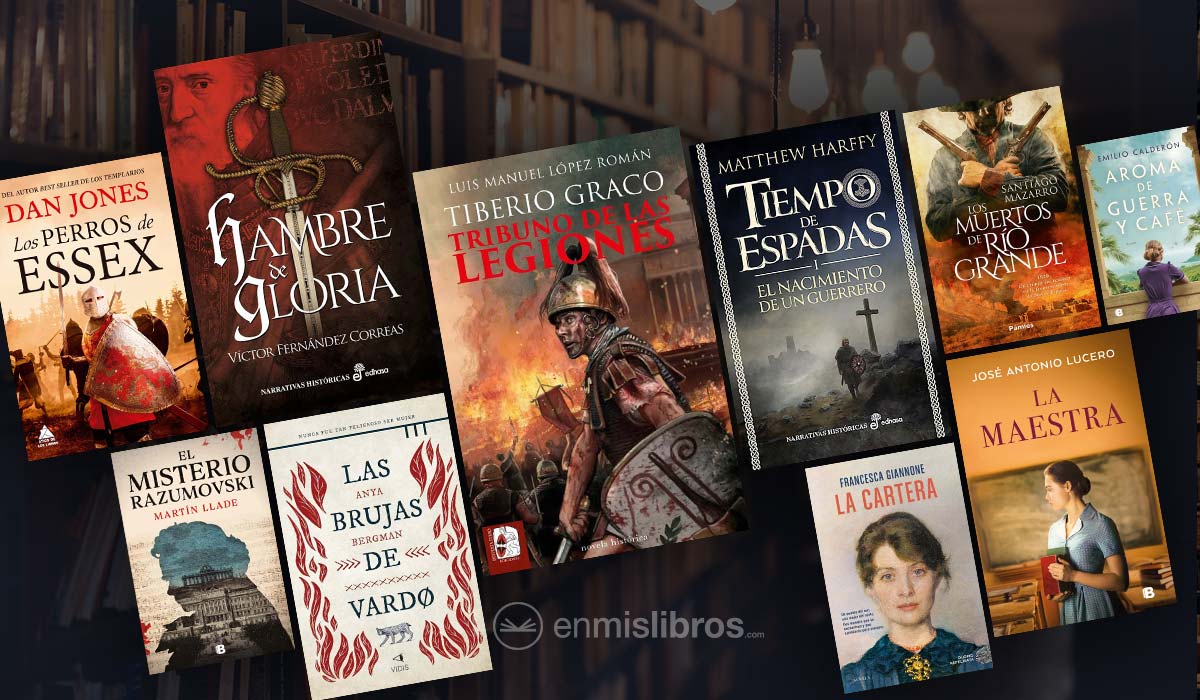 DEL AUTOR BEST SELLER DE LOS TEMPLARIOS
DAN JONES
LOS PERROS de
ESSEX
HAMBRE
de
GLORIA
VÍCTOR FERNÁNDEZ CORREAS
NARRATIVAS HISTÓRICAS edhasa
LUIS MANUEL LÓPEZ ROMÁN
TIBERIO GRACO
TRIBUNO DE LAS
LEGIONES
novela histórica
MATTHEW HARFFY
TIEMPO
DE
ESPADAS
I
EL NACIMIENTO
DE UN GUERRERO
NARRATIVAS HISTÓRICAS edhasa
SANTIAGO
MAZARRO
LOS
MUERTOS
DE RÍO
GRANDE
Pàmies
EMILIO CALDERÓN
AROMA
DE
GUERRA
Y CAFÉ
B
EL
MISTERIO
RAZUMOVSKI
MARTÍN LLADE
B
NUNCA FUE TAN PELIGROSO SER MUJER
LAS
ANYA
BRUJAS
BERGMAN
DE
VARDØ
VIDIS
FRANCESCA GIANNONE
LA CARTERA
JOSÉ ANTONIO LUCERO
LA
MAESTRA
B
enmislibros.com